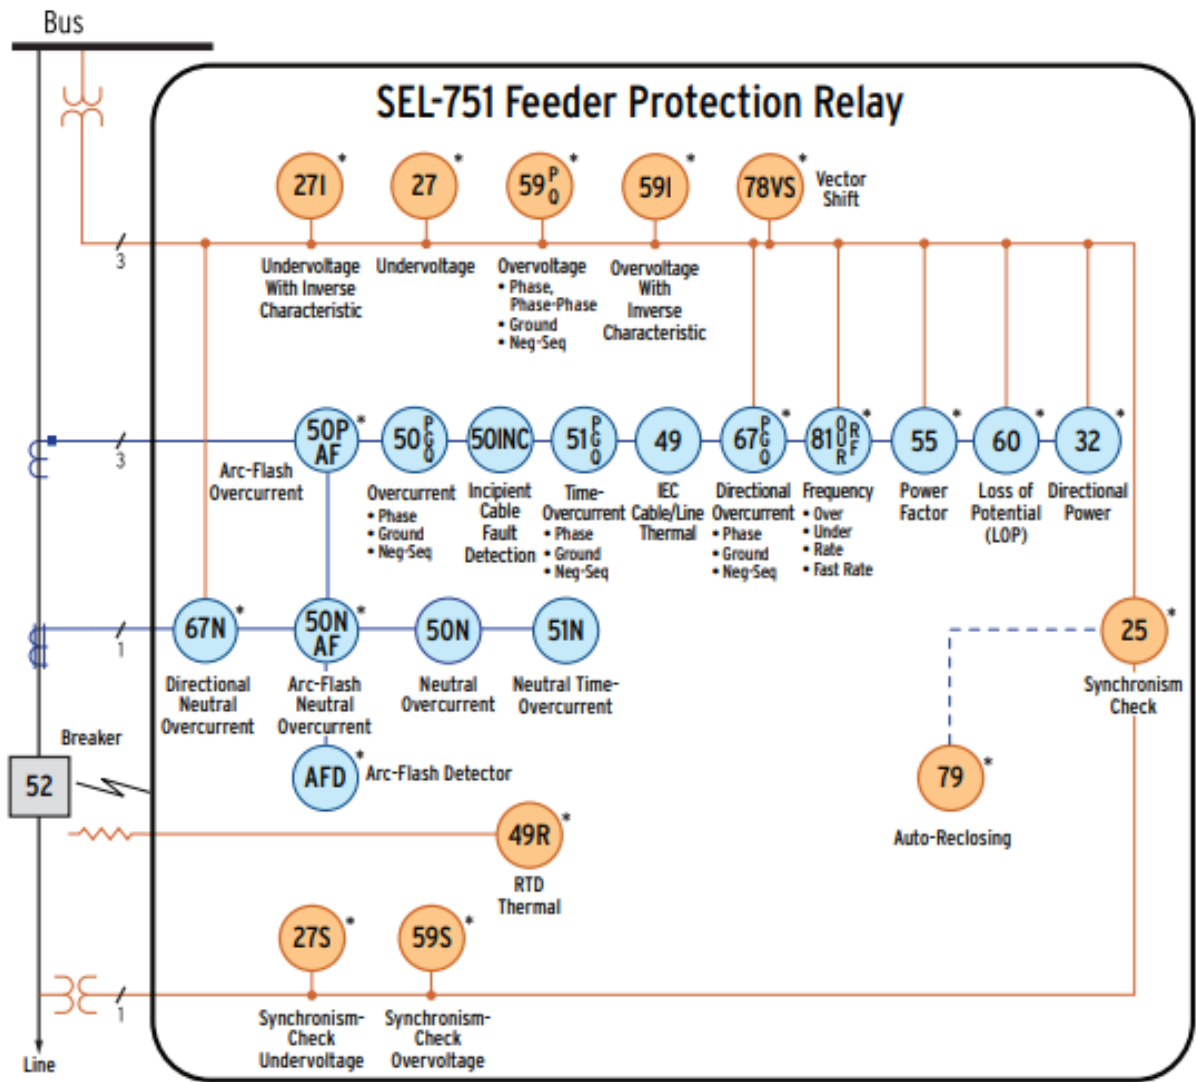 Bus
SEL-751 Feeder Protection Relay
27I *
27 *
59 P Q *
59I *
78VS *
Vector
Shift
3
Undervoltage
With Inverse
Characteristic
Undervoltage
Overvoltage
• Phase,
Phase-Phase
• Ground
• Neg-Seq
Overvoltage
With
Inverse
Characteristic
3
50P
AF *
50 P G Q
50INC
51 P G Q
49
67 P G Q *
81 O U R RF *
55 *
60 *
32 *
Arc-Flash
Overcurrent
Overcurrent
• Phase
• Ground
• Neg-Seq
Incipient
Cable
Fault
Detection
Time-
Overcurrent
• Phase
• Ground
• Neg-Seq
IEC
Cable/Line
Thermal
Directional
Overcurrent
• Phase
• Ground
• Neg-Seq
Frequency
• Over
• Under
• Rate
• Fast Rate
Power
Factor
Loss of
Potential
(LOP)
Directional
Power
1
67N *
50N
AF *
50N
51N
25 *
Directional
Neutral
Overcurrent
Arc-Flash
Neutral
Overcurrent
Neutral
Overcurrent
Neutral Time-
Overcurrent
Synchronism
Check
Breaker
52
AFD *
Arc-Flash Detector
79 *
Auto-Reclosing
49R *
RTD
Thermal
27S *
59S *
1
Synchronism-
Check
Undervoltage
Synchronism-
Check
Overvoltage
Line